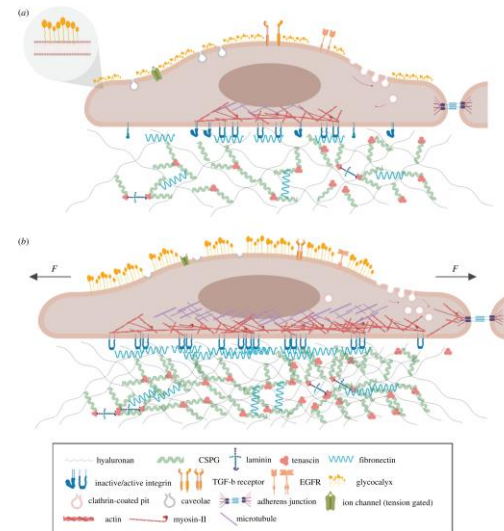 (a)
(b)
F F
hyaluronan CSPG laminin tenascin fibronectin
inactive/active integrin TGF-b receptor EGFR glycocalyx
clathrin-coated pit caveolae adherens junction ion channel (tension gated)
actin myosin-II microtubule